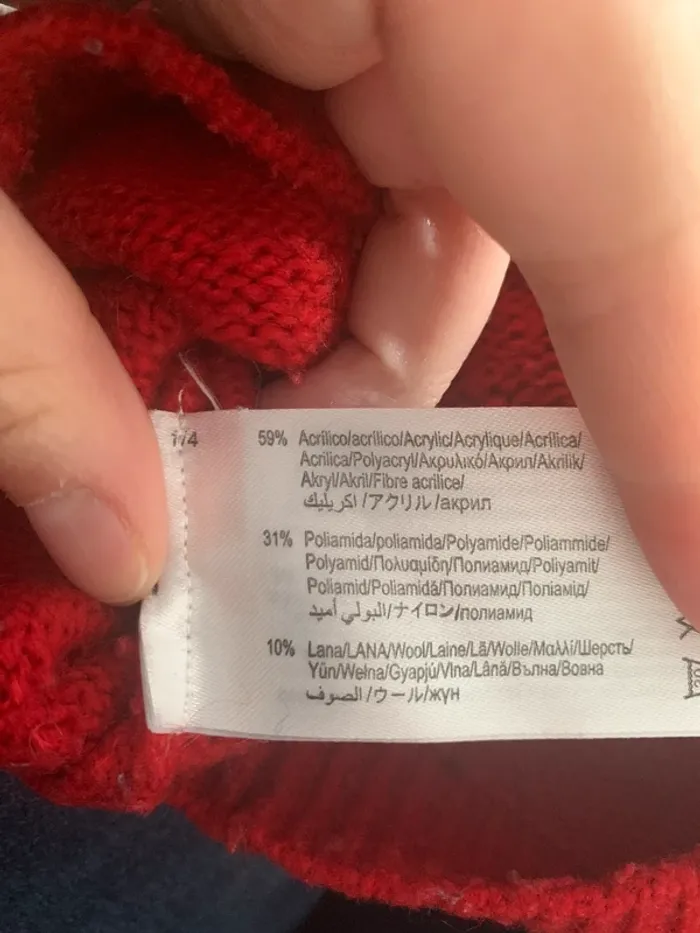 1/4
59% Acrílico/acrílico/Acrylic/Acrylique/Acrílica/
Acrilica/Polyacryl/Ακρυλικό/Акрил/Akrilik/
Akryl/Akril/Fibre acrilice/
اكريليك/アクリル/акрил
31% Poliamida/poliamida/Polyamide/Poliammide/
Polyamid/Πολυαμίδη/Полиамид/Poliyamit/
Poliamid/Poliamidă/Полиамид/Поліамід/
البولي أميد/ナイロン/полиамид
10% Lana/LANA/Wool/Laine/Lã/Wolle/Μαλλί/Шерсть/
Yün/Wełna/Gyapjú/Vlna/Lână/Вълна/Вовна
الصوف/ウール/жүн